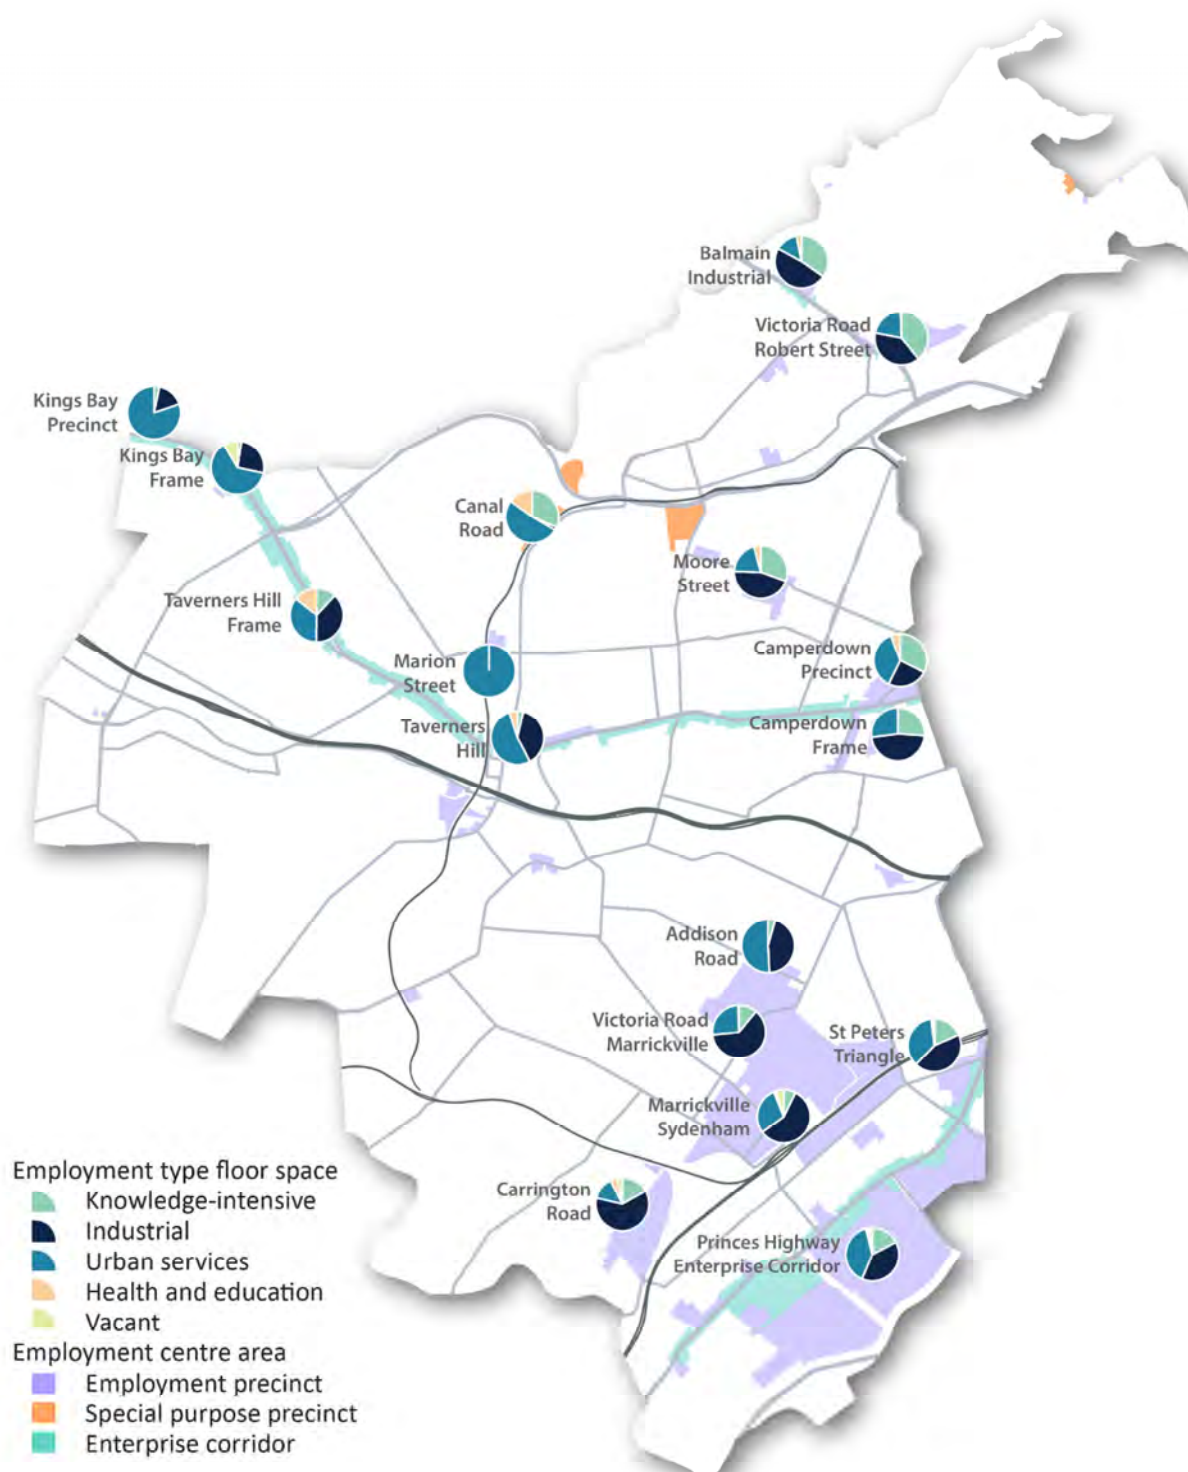 Balmain
Industrial
Victoria Road
Robert Street
Kings Bay
Precinct
Kings Bay
Frame
Canal
Road
Moore
Street
Taverners Hill
Frame
Marion
Street
Camperdown
Precinct
Taverners
Hill
Camperdown
Frame
Addison
Road
Victoria Road
Marrickville
St Peters
Triangle
Marrickville
Sydenham
Carrington
Road
Princes Highway
Enterprise Corridor
Employment type floor space
Knowledge-intensive
Industrial
Urban services
Health and education
Vacant
Employment centre area
Employment precinct
Special purpose precinct
Enterprise corridor